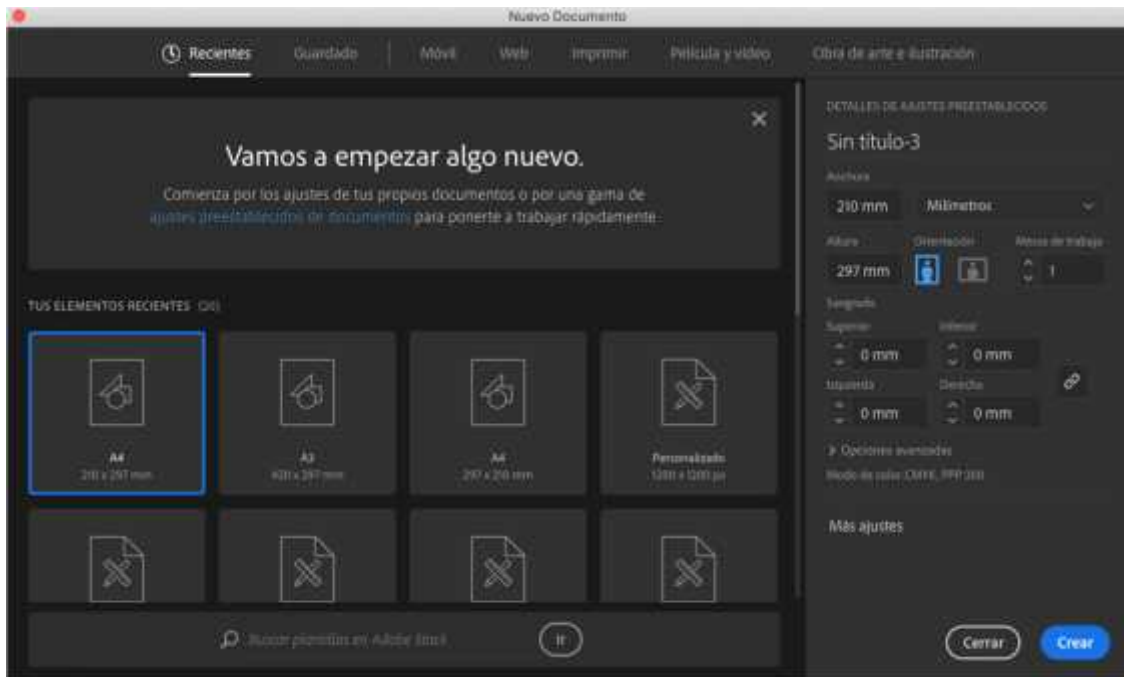 Nuevo Documento
Recientes
Guardado
Móvil
Web
Imprimir
Película y vídeo
Obra de arte e ilustración
Vamos a empezar algo nuevo.
Comienza por los ajustes de tus propios documentos o por una gama de
ajustes preestablecidos de documentos para ponerte a trabajar rápidamente.
TUS ELEMENTOS RECIENTES (20)
A4
210 x 297 mm
A3
420 x 297 mm
A4
297 x 210 mm
Personalizado
1200 x 1200 px
Buscar plantillas en Adobe Stock
Ir
DETALLES DE AJUSTES PREESTABLECIDOS
Sin título-3
Anchura
210 mm Milímetros
Altura Orientación Mesas de trabajo
297 mm 1
Sangrado
Superior Inferior
0 mm 0 mm
Izquierda Derecha
0 mm 0 mm
Opciones avanzadas
Modo de color: CMYK, PPP:300
Más ajustes
Cerrar
Crear